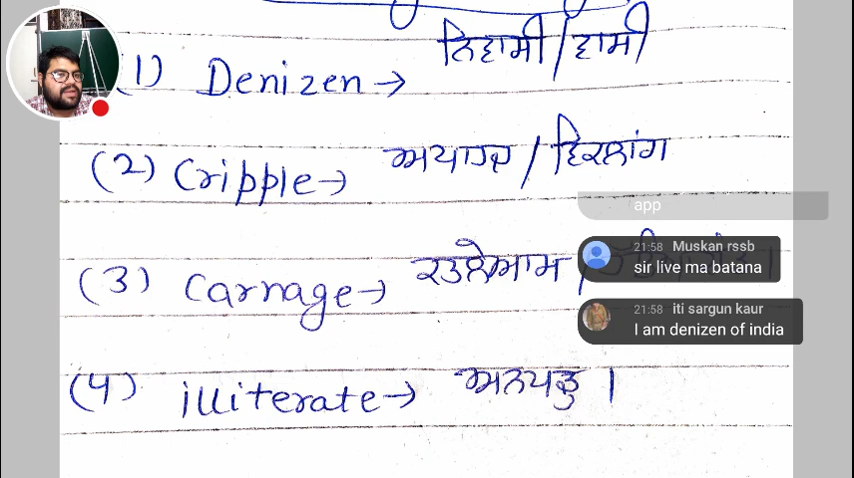 (1) Denizen → ਨਿਵਾਸੀ / ਵਾਸੀ
(2) Cripple → ਅਪਾਹਜ / ਵਿਕਲਾਂਗ
app
(3) Carnage → ਕਤਲੇਆਮ /
21:58 Muskan rssb
sir live ma batana
21:58 iti sargun kaur
I am denizen of india
(4) illiterate → ਅਨਪੜ੍ਹ ।